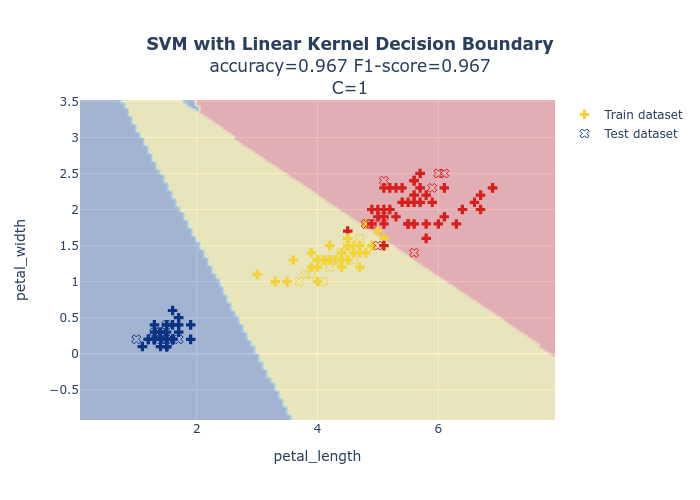 SVM with Linear Kernel Decision Boundary
accuracy=0.967 F1-score=0.967
C=1
3.5
3
2.5
2
1.5
1
0.5
0
−0.5
petal_width
2
4
6
petal_length
Train dataset
Test dataset